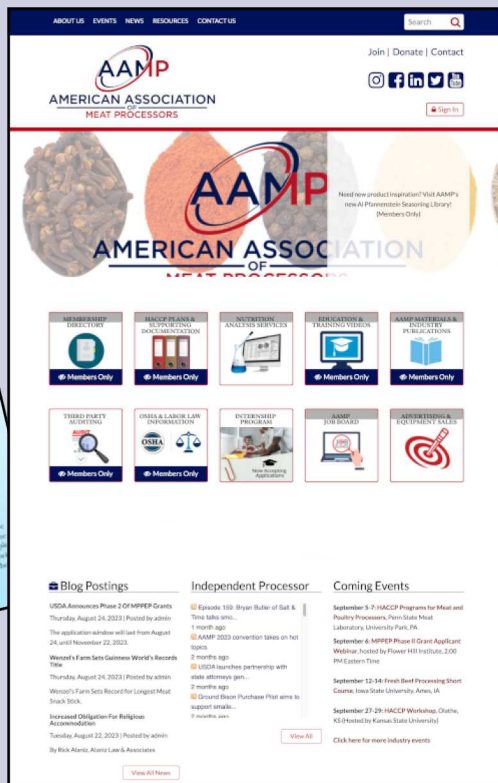 ABOUT US EVENTS NEWS RESOURCES CONTACT US
Search
Join | Donate | Contact
AAMP
AMERICAN ASSOCIATION
OF
MEAT PROCESSORS
Sign In
AAMP
AMERICAN ASSOCIATION
OF
MEAT PROCESSORS
Need new product inspiration? Visit AAMP's
new Al Pfannenstein Seasoning Library!
(Members Only)
MEMBERSHIP
DIRECTORY
Members Only
HACCP PLANS &
SUPPORTING
DOCUMENTATION
Members Only
NUTRITION
ANALYSIS SERVICES
EDUCATION &
TRAINING VIDEOS
Members Only
AAMP MATERIALS &
INDUSTRY
PUBLICATIONS
Members Only
THIRD PARTY
AUDITING
Members Only
OSHA & LABOR LAW
INFORMATION
OSHA
Members Only
INTERNSHIP
PROGRAM
Now Accepting
Applications
AAMP
JOB BOARD
JOB
ADVERTISING &
EQUIPMENT SALES
Blog Postings
USDA Announces Phase 2 Of MPPEP Grants
Thursday, August 24, 2023 | Posted by admin
The application window will last from August
24, until November 22, 2023.
Wenzel's Farm Sets Guinness World's Records
Title
Thursday, August 24, 2023 | Posted by admin
Wenzel's Farm Sets Record for Longest Meat
Snack Stick.
Increased Obligation For Religious
Accommodation
Tuesday, August 22, 2023 | Posted by admin
By Rick Alaniz, Alaniz Law & Associates
View All News
Independent Processor
Episode 159: Bryan Butler of Salt &
Time talks smo...
1 month ago
AAMP 2023 convention takes on hot
topics
2 months ago
USDA launches partnership with
state attorneys gen...
2 months ago
Ground Bison Purchase Pilot aims to
support smalle...
2 months ago
View All
Coming Events
September 5-7: HACCP Programs for Meat and
Poultry Processors, Penn State Meat
Laboratory, University Park, PA
September 6: MPPEP Phase II Grant Applicant
Webinar, hosted by Flower Hill Institute, 2:00
PM Eastern Time
September 12-14: Fresh Beef Processing Short
Course, Iowa State University, Ames, IA
September 27-29: HACCP Workshop, Olathe,
KS (Hosted by Kansas State University)
Click here for more industry events